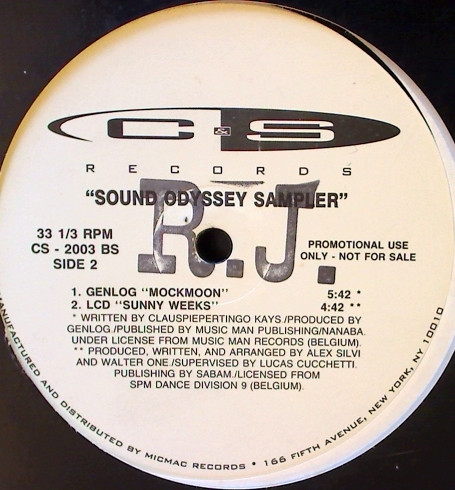 C&S
RECORDS
"SOUND ODYSSEY SAMPLER"
R.J.
33 1/3 RPM
CS - 2003 BS
SIDE 2
PROMOTIONAL USE
ONLY - NOT FOR SALE
1. GENLOG "MOCKMOON" 5:42 *
2. LCD "SUNNY WEEKS" 4:42 **
* WRITTEN BY CLAUSPIEPERTINGO KAYS./PRODUCED BY
GENLOG./PUBLISHED BY MUSIC MAN PUBLISHING/NANABA.
UNDER LICENSE FROM MUSIC MAN RECORDS (BELGIUM).
** PRODUCED, WRITTEN, AND ARRANGED BY ALEX SILVI
AND WALTER ONE./SUPERVISED BY LUCAS CUCCHETTI.
PUBLISHING BY SABAM./LICENSED FROM
SPM DANCE DIVISION 9 (BELGIUM).
MANUFACTURED AND DISTRIBUTED BY MICMAC RECORDS • 166 FIFTH AVENUE, NEW YORK, NY 10010